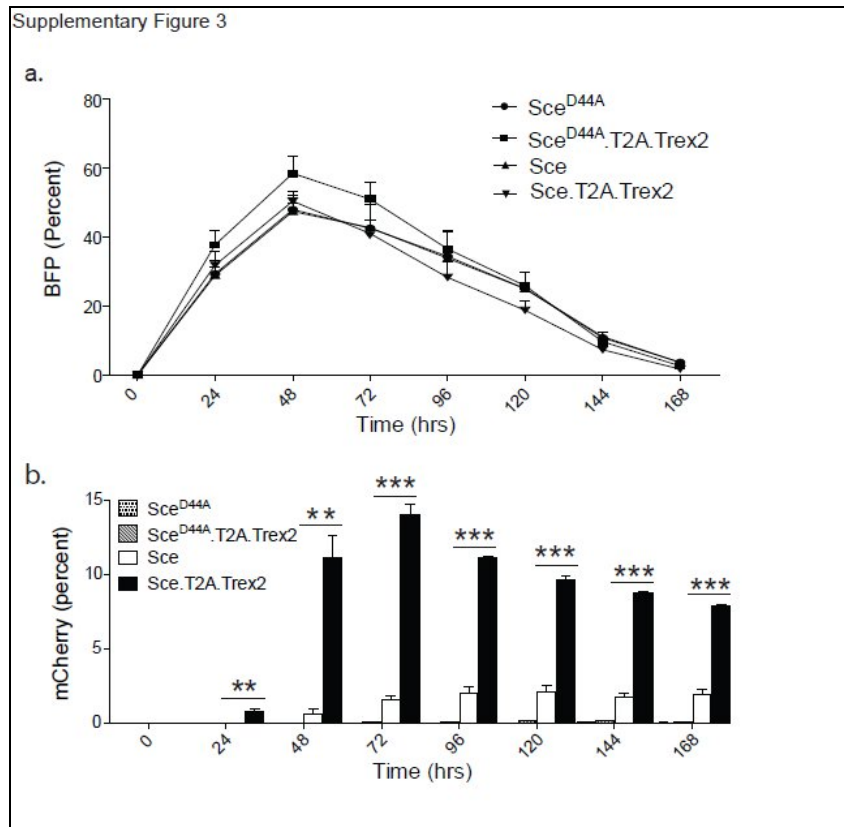 Supplementary Figure 3
a.
80
60
40
20
0
BFP (Percent)
Sce^D44A
Sce^D44A.T2A.Trex2
Sce
Sce.T2A.Trex2
0 24 48 72 96 120 144 168
Time (hrs)
b.
15
10
5
0
mCherry (percent)
Sce^D44A
Sce^D44A.T2A.Trex2
Sce
Sce.T2A.Trex2
** ** *** *** *** *** ***
0 24 48 72 96 120 144 168
Time (hrs)